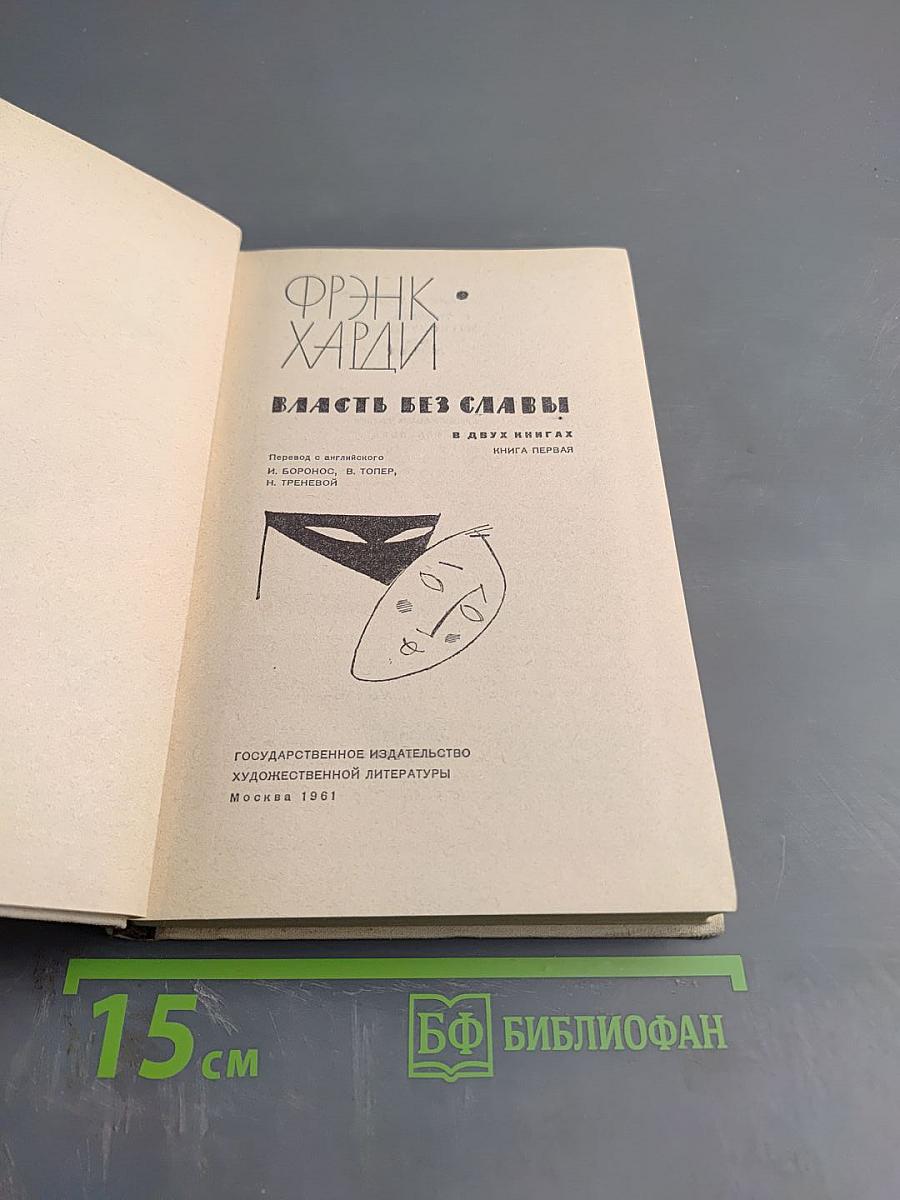 ФРЭНК
ХАРДИ
ВЛАСТЬ БЕЗ СЛАВЫ
В ДВУХ КНИГАХ
КНИГА ПЕРВАЯ
Перевод с английского
И. БОРОНОС, В. ТОПЕР,
Н. ТРЕНЕВОЙ
ГОСУДАРСТВЕННОЕ ИЗДАТЕЛЬСТВО
ХУДОЖЕСТВЕННОЙ ЛИТЕРАТУРЫ
Москва 1961
15 см
БФ БИБЛИОФАН